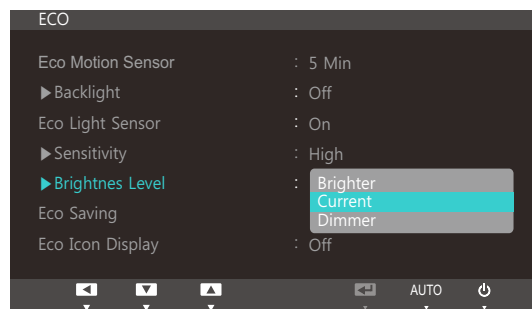 ECO
Eco Motion Sensor : 5 Min
▶Backlight : Off
Eco Light Sensor : On
▶Sensitivity : High
▶Brightnes Level : Brighter
Current
Dimmer
Eco Saving
Eco Icon Display : Off
AUTO